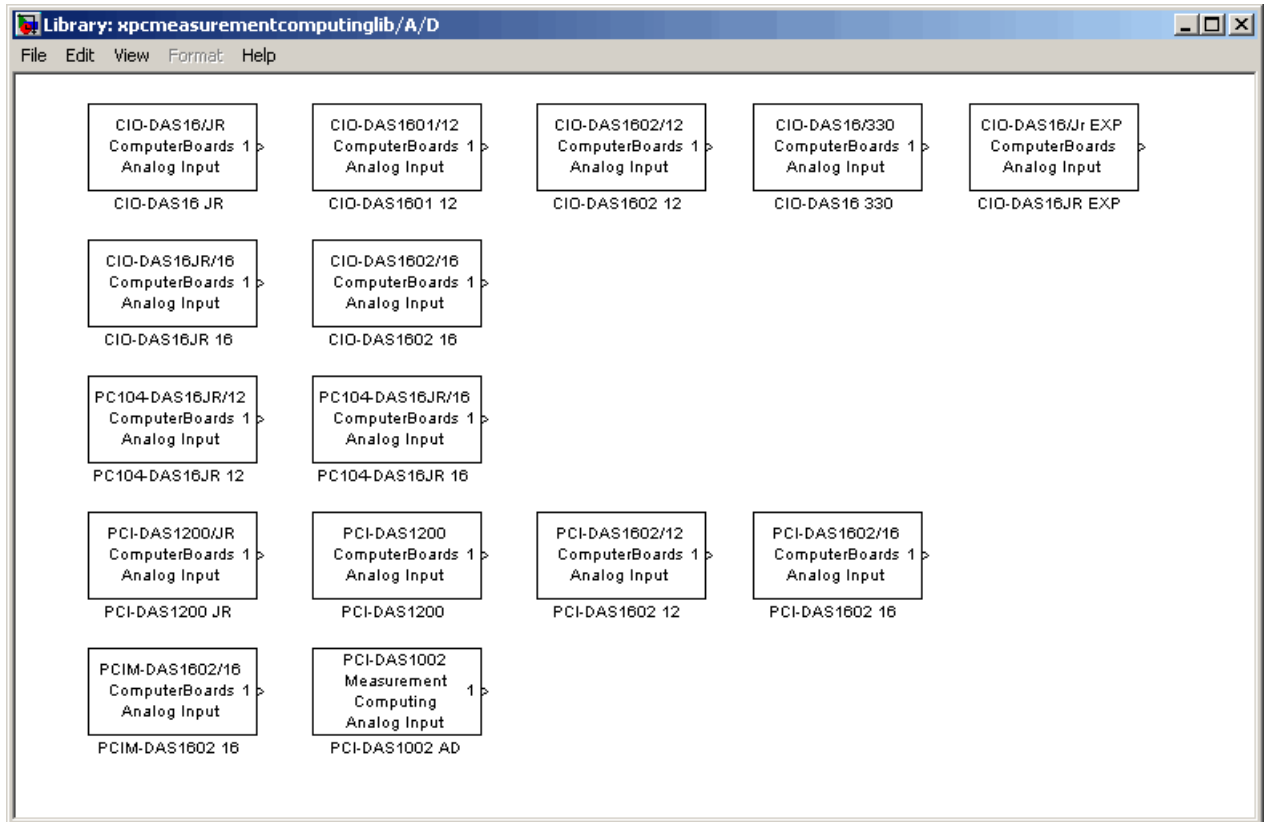 Library: xpcmeasurementcomputinglib/A/D
File Edit View Format Help
CIO-DAS16/JR
ComputerBoards 1
Analog Input
CIO-DAS16 JR
CIO-DAS1601/12
ComputerBoards 1
Analog Input
CIO-DAS1601 12
CIO-DAS1602/12
ComputerBoards 1
Analog Input
CIO-DAS1602 12
CIO-DAS16/330
ComputerBoards 1
Analog Input
CIO-DAS16 330
CIO-DAS16/Jr EXP
ComputerBoards
Analog Input
CIO-DAS16JR EXP
CIO-DAS16JR/16
ComputerBoards 1
Analog Input
CIO-DAS16JR 16
CIO-DAS1602/16
ComputerBoards 1
Analog Input
CIO-DAS1602 16
PC104-DAS16JR/12
ComputerBoards 1
Analog Input
PC104-DAS16JR 12
PC104-DAS16JR/16
ComputerBoards 1
Analog Input
PC104-DAS16JR 16
PCI-DAS1200/JR
ComputerBoards 1
Analog Input
PCI-DAS1200 JR
PCI-DAS1200
ComputerBoards 1
Analog Input
PCI-DAS1200
PCI-DAS1602/12
ComputerBoards 1
Analog Input
PCI-DAS1602 12
PCI-DAS1602/16
ComputerBoards 1
Analog Input
PCI-DAS1602 16
PCIM-DAS1602/16
ComputerBoards 1
Analog Input
PCIM-DAS1602 16
PCI-DAS1002
Measurement
Computing 1
Analog Input
PCI-DAS1002 AD